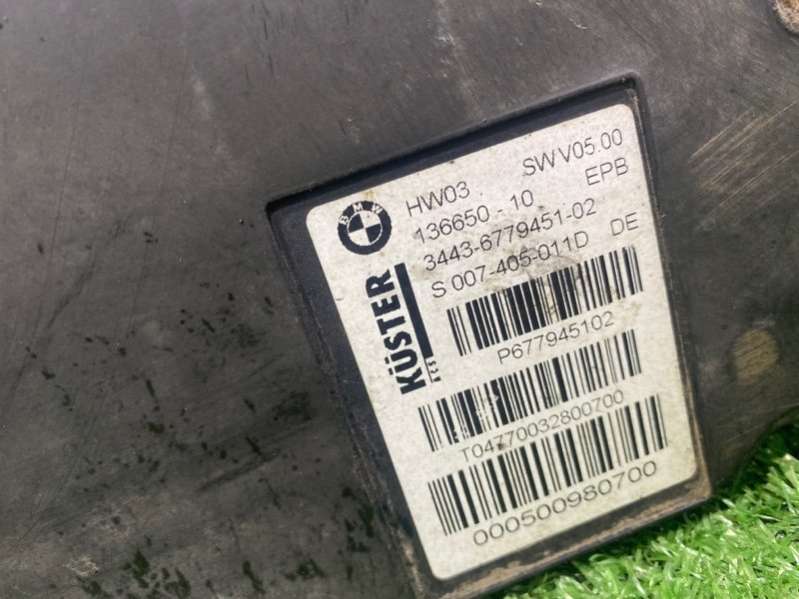 BMW
HW03 SW V05.00
136650 - 10 EPB
3443-6779451-02
S 007-405-011D DE
KÜSTER
P677945102
T04770032800700
000500980700